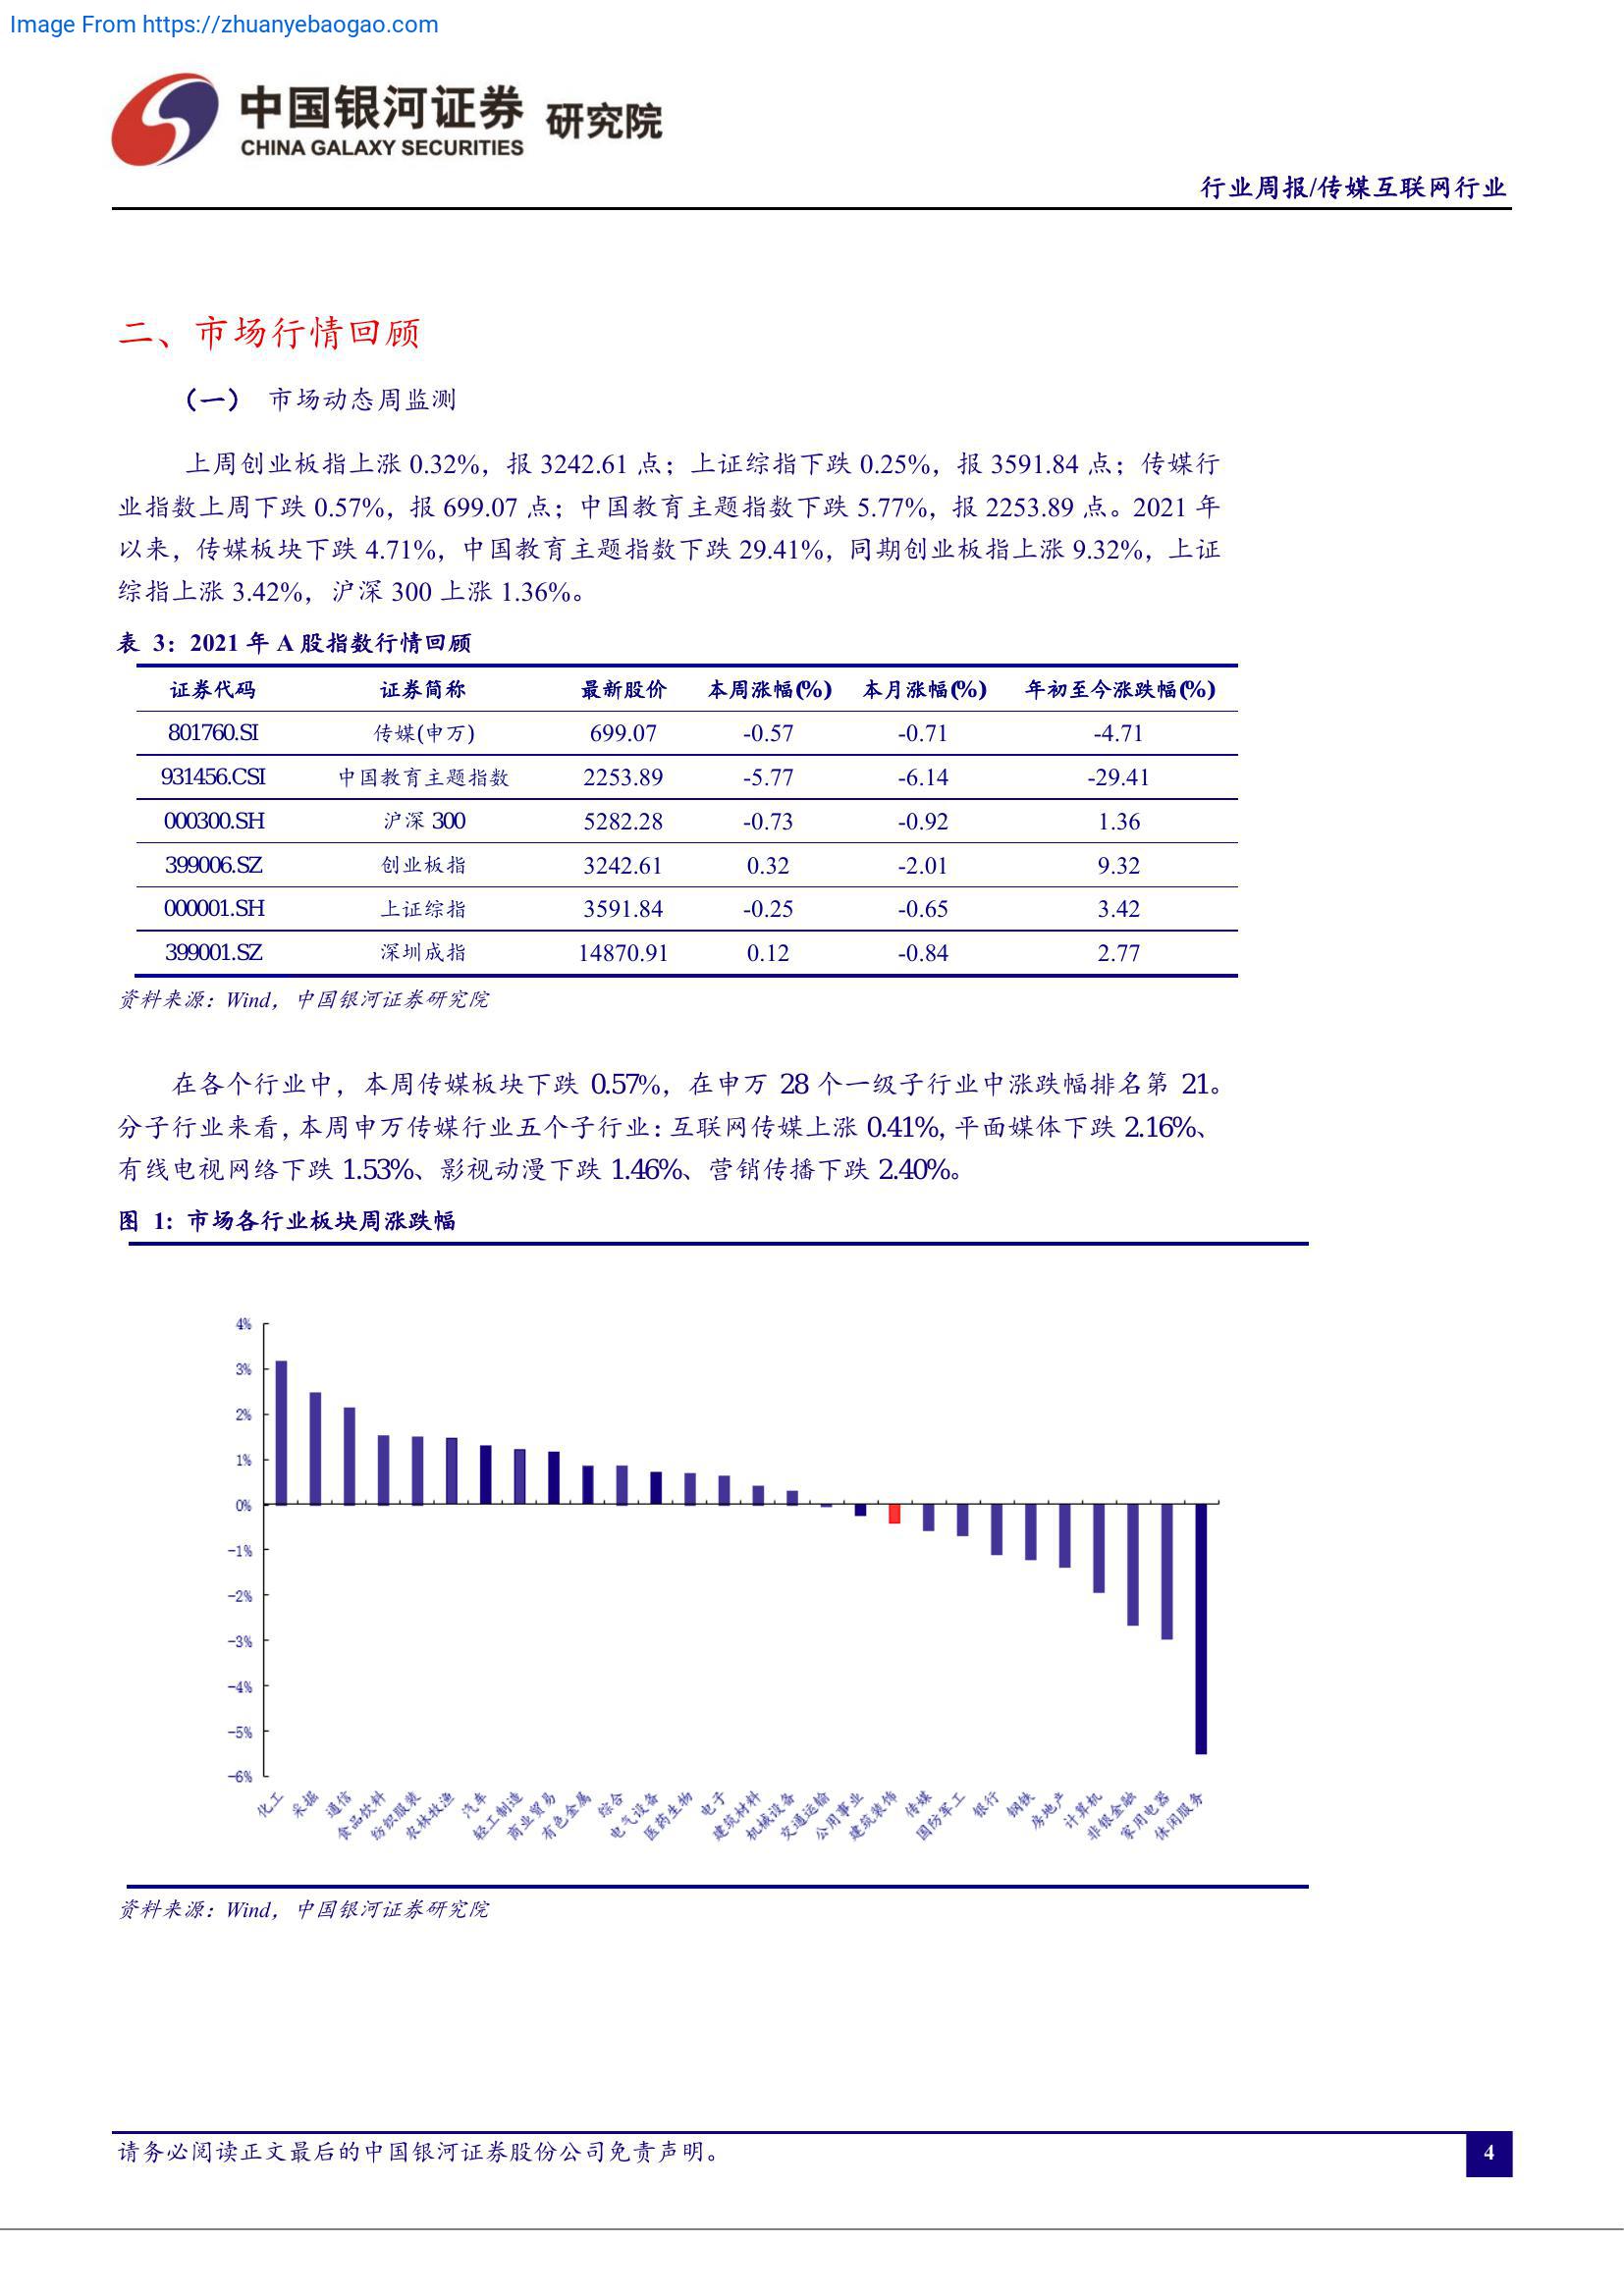 Image From https://zhuanyebaogao.com
中国银河证券 研究院
CHINA GALAXY SECURITIES
行业周报/传媒互联网行业
二、市场行情回顾
（一） 市场动态周监测
上周创业板指上涨 0.32%，报 3242.61 点；上证综指下跌 0.25%，报 3591.84 点；传媒行
业指数上周下跌 0.57%，报 699.07 点；中国教育主题指数下跌 5.77%，报 2253.89 点。2021 年
以来，传媒板块下跌 4.71%，中国教育主题指数下跌 29.41%，同期创业板指上涨 9.32%，上证
综指上涨 3.42%，沪深 300 上涨 1.36%。
表 3：2021 年 A 股指数行情回顾
证券代码 证券简称 最新股价 本周涨幅(%) 本月涨幅(%) 年初至今涨跌幅(%)
801760.SI 传媒(申万) 699.07 -0.57 -0.71 -4.71
931456.CSI 中国教育主题指数 2253.89 -5.77 -6.14 -29.41
000300.SH 沪深 300 5282.28 -0.73 -0.92 1.36
399006.SZ 创业板指 3242.61 0.32 -2.01 9.32
000001.SH 上证综指 3591.84 -0.25 -0.65 3.42
399001.SZ 深圳成指 14870.91 0.12 -0.84 2.77
资料来源：Wind，中国银河证券研究院
在各个行业中，本周传媒板块下跌 0.57%，在申万 28 个一级子行业中涨跌幅排名第 21。
分子行业来看，本周申万传媒行业五个子行业：互联网传媒上涨 0.41%，平面媒体下跌 2.16%、
有线电视网络下跌 1.53%、影视动漫下跌 1.46%、营销传播下跌 2.40%。
图 1: 市场各行业板块周涨跌幅
4%
3%
2%
1%
0%
-1%
-2%
-3%
-4%
-5%
-6%
化工 采掘 通信 食品饮料 纺织服装 农林牧渔 汽车 轻工制造 商业贸易 有色金属 综合 电气设备 医药生物 电子 建筑材料 机械设备 交通运输 公用事业 建筑装饰 传媒 国防军工 银行 钢铁 房地产 计算机 非银金融 家用电器 休闲服务
资料来源：Wind，中国银河证券研究院
请务必阅读正文最后的中国银河证券股份公司免责声明。
4